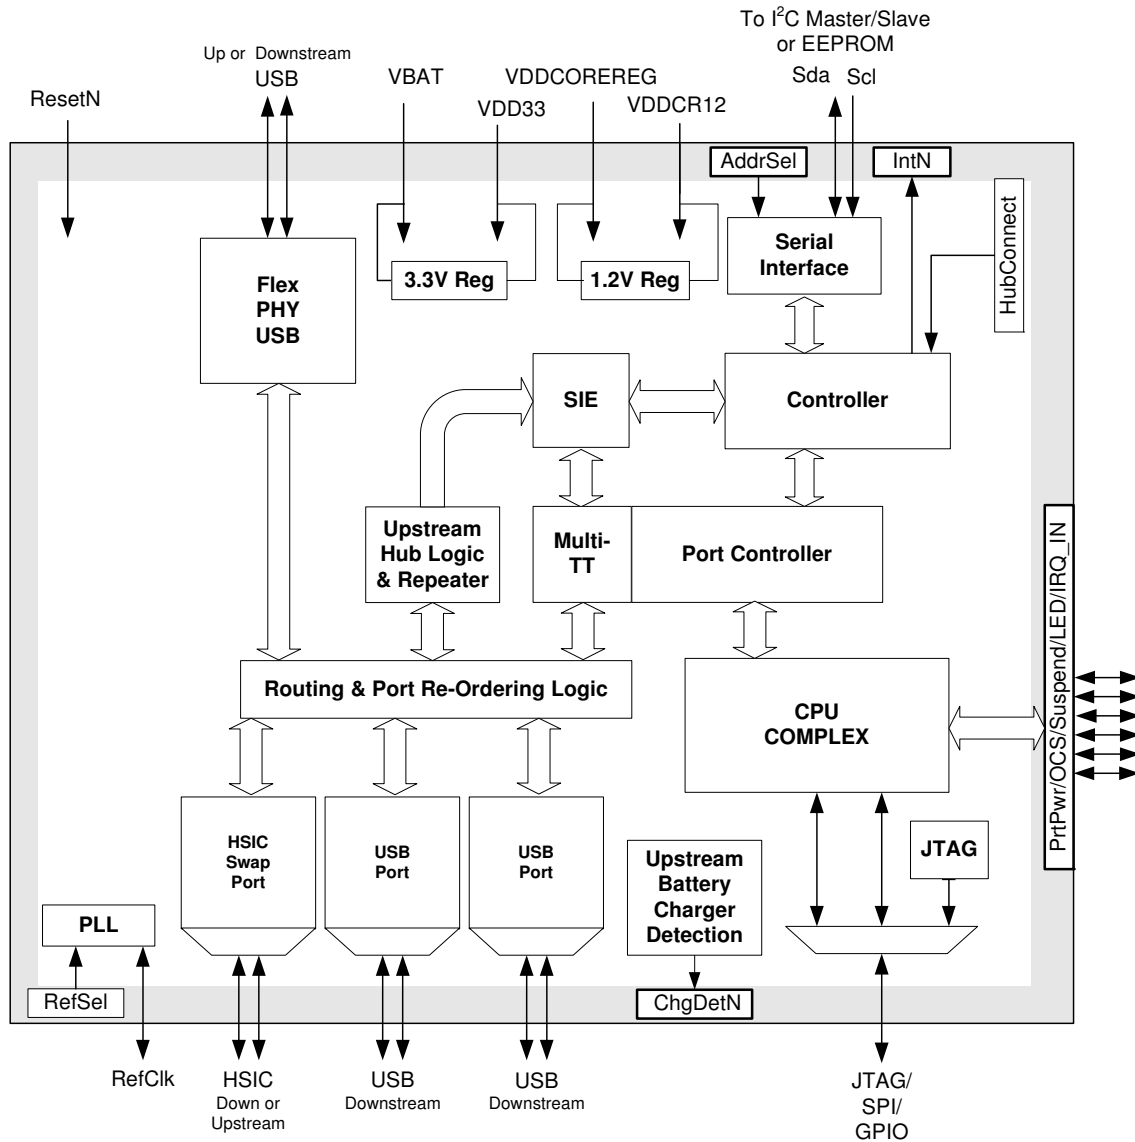 To I2C Master/Slave
or EEPROM
Up or Downstream
USB
VBAT
VDDCOREREG
Sda
Scl
ResetN
VDD33
VDDCR12
AddrSel
IntN
HubConnect
Serial
Interface
3.3V Reg
1.2V Reg
Flex
PHY
USB
SIE
Controller
Upstream
Hub Logic
& Repeater
Multi-
TT
Port Controller
PrtPwr/OCS/Suspend/LED/IRQ_IN
Routing & Port Re-Ordering Logic
CPU
COMPLEX
HSIC
Swap
Port
USB
Port
USB
Port
Upstream
Battery
Charger
Detection
JTAG
PLL
RefSel
ChgDetN
RefClk
HSIC
Down or
Upstream
USB
Downstream
USB
Downstream
JTAG/
SPI/
GPIO